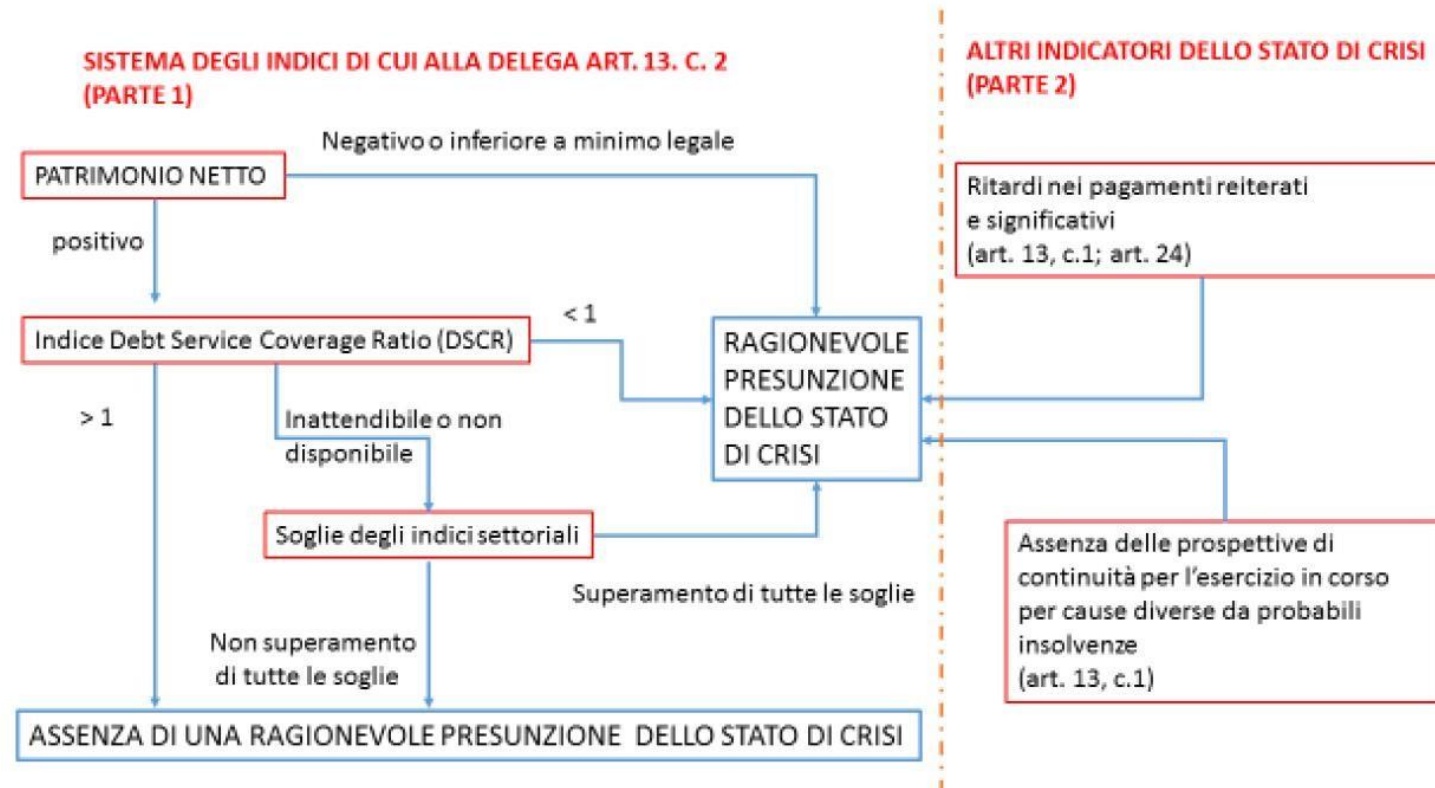 SISTEMA DEGLI INDICI DI CUI ALLA DELEGA ART. 13. C. 2
(PARTE 1)
Negativo o inferiore a minimo legale
PATRIMONIO NETTO
positivo
< 1
Indice Debt Service Coverage Ratio (DSCR)
> 1
Inattendibile o non
disponibile
RAGIONEVOLE
PRESUNZIONE
DELLO STATO
DI CRISI
Soglie degli indici settoriali
Superamento di tutte le soglie
Non superamento
di tutte le soglie
ASSENZA DI UNA RAGIONEVOLE PRESUNZIONE DELLO STATO DI CRISI
ALTRI INDICATORI DELLO STATO DI CRISI
(PARTE 2)
Ritardi nei pagamenti reiterati
e significativi
(art. 13, c.1; art. 24)
Assenza delle prospettive di
continuità per l'esercizio in corso
per cause diverse da probabili
insolvenze
(art. 13, c.1)